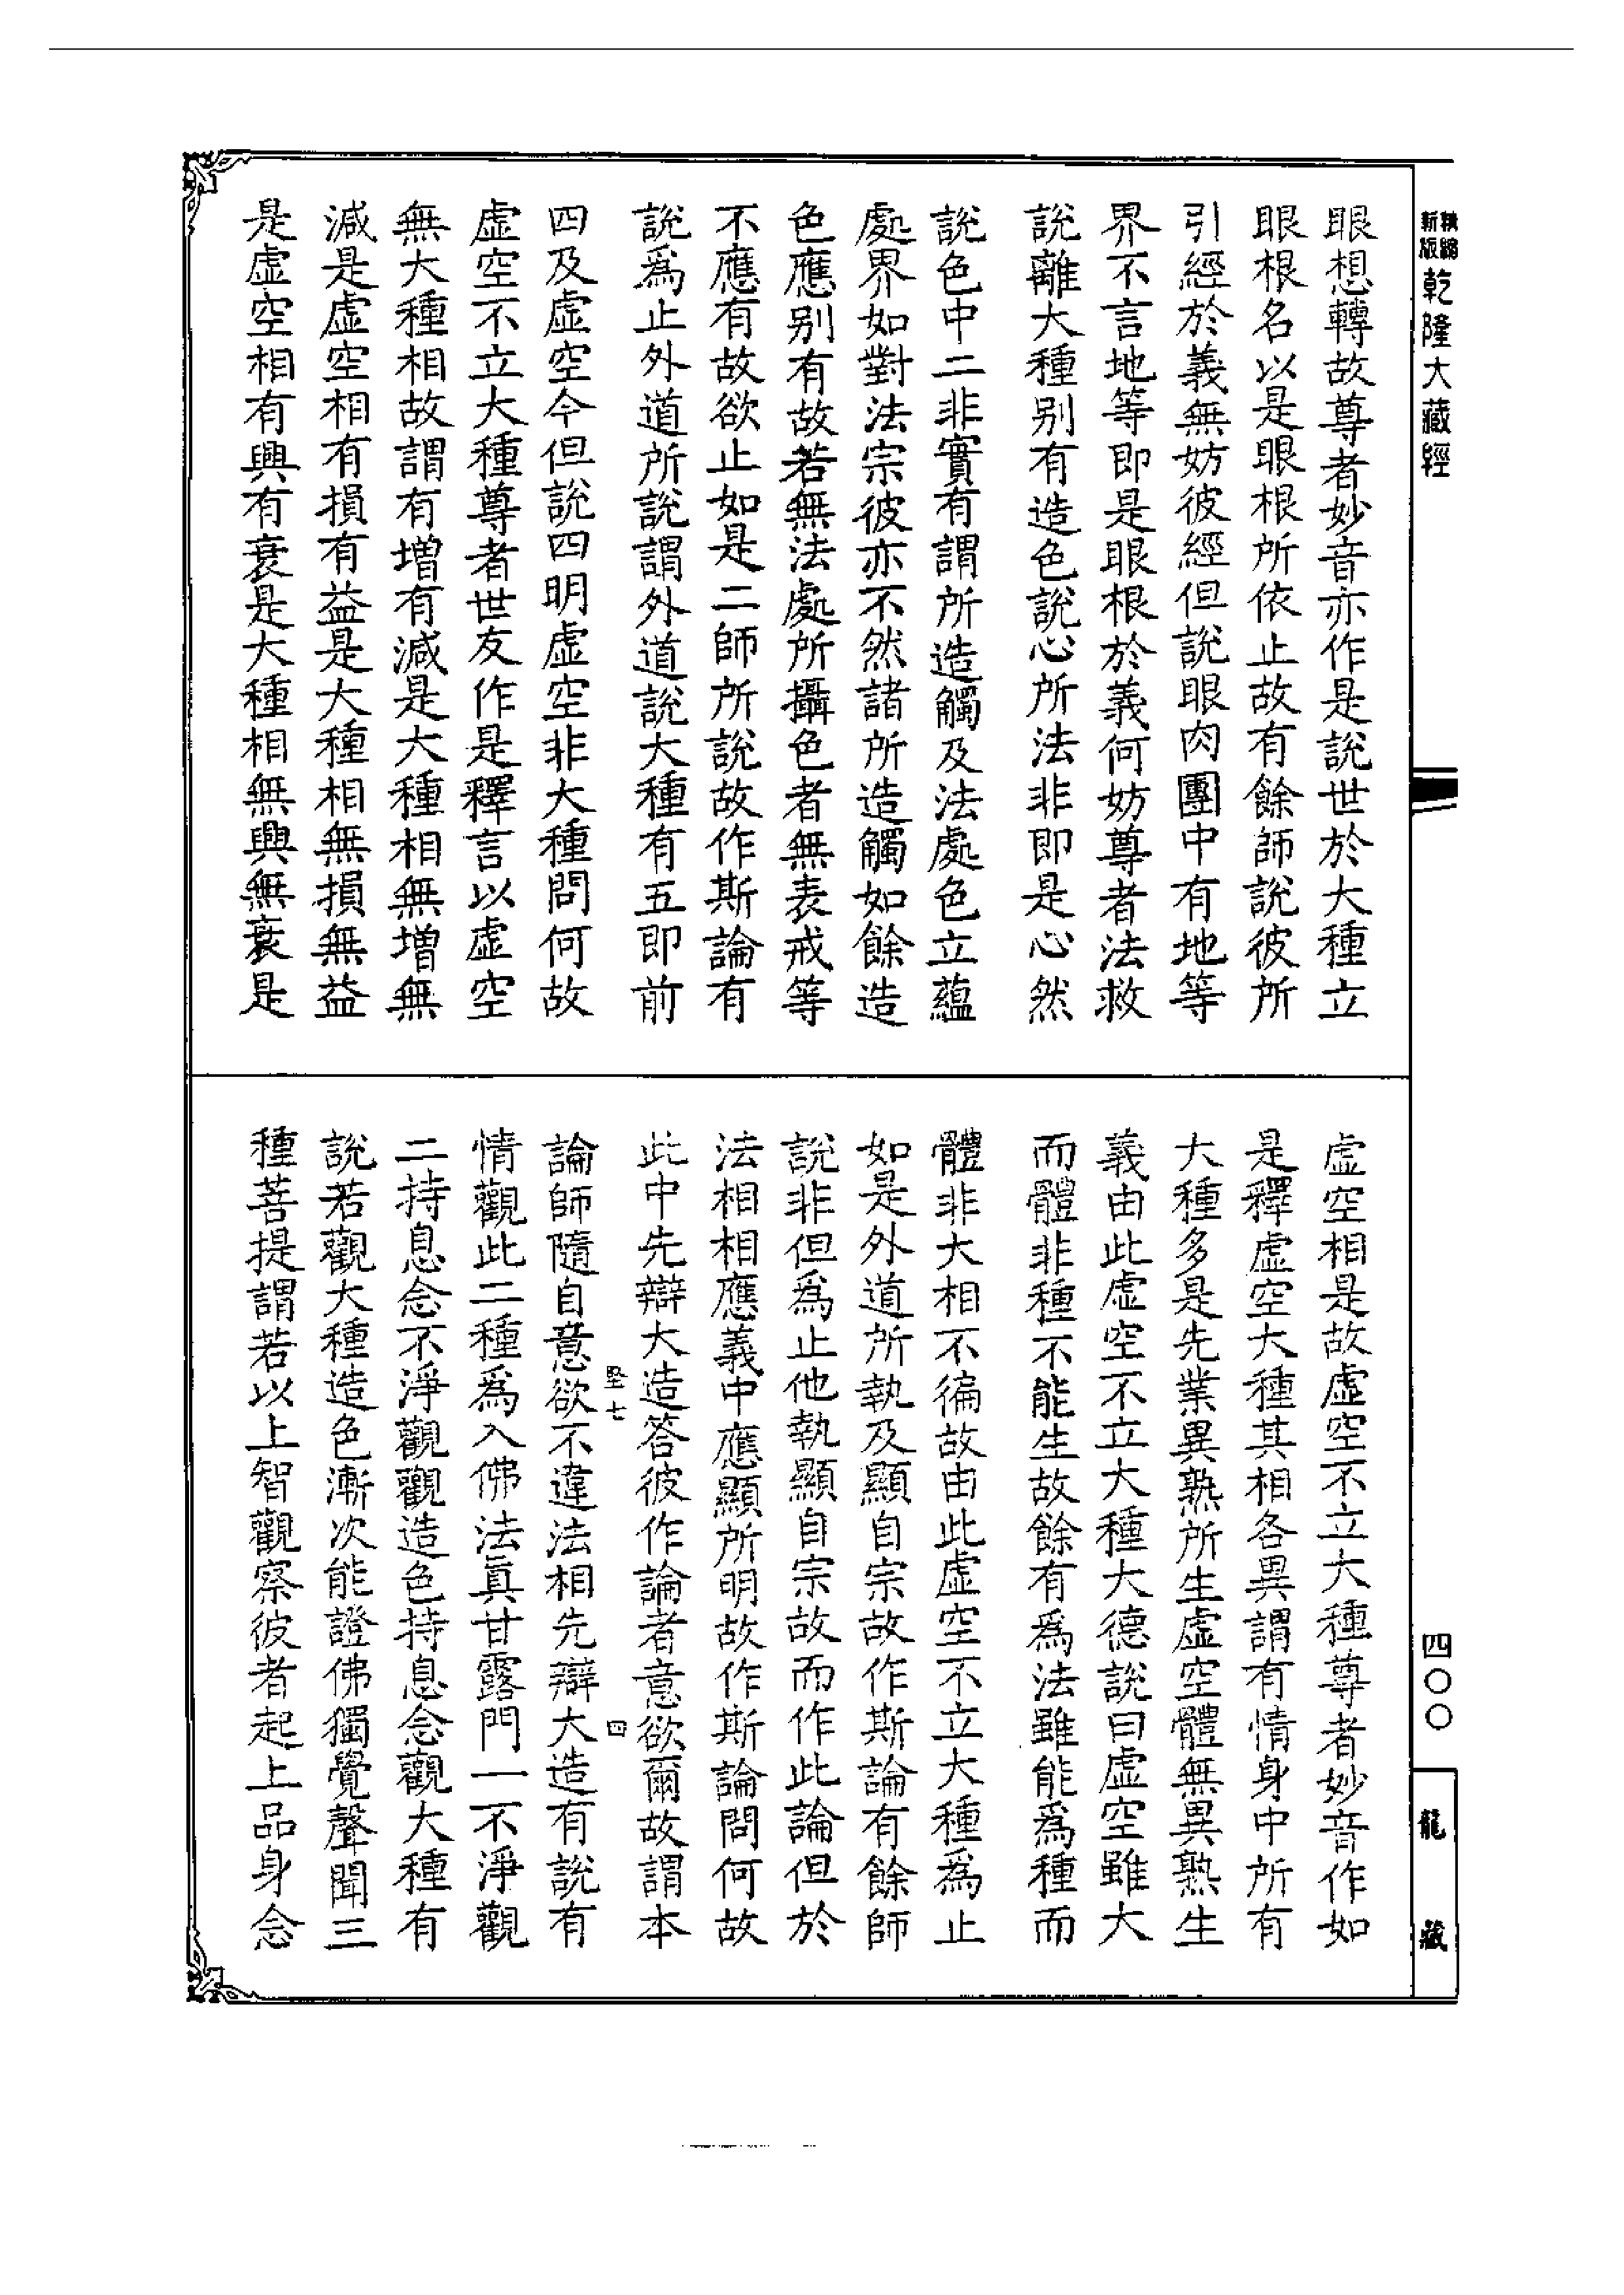 精縮新版 乾隆大藏經
眼想轉故尊者妙音亦作是說世於大種立
眼根名以是眼根所依止故有餘師說彼所
引經於義無妨彼經但說眼肉團中有地等
界不言地等即是眼根於義何妨尊者法救
說離大種別有造色說心所法非即是心然
說色中二非實有謂所造觸及法處色立蘊
處界如對法宗彼亦不然諸所造觸如餘造
色應別有故若無法處所攝色者無表戒等
不應有故欲止如是二師所說故作斯論有
說爲止外道所說謂外道說大種有五即前
四及虛空今但說四明虛空非大種問何故
虛空不立大種尊者世友作是釋言以虛空
無大種相故謂有增有減是大種相無增無
減是虛空相有損有益是大種相無損無益
是虛空相有興有衰是大種相無興無衰是
虛空相是故虛空不立大種尊者妙音作如
是釋虛空大種其相各異謂有情身中所有
大種多是先業異熟所生虛空體無異熟生
義由此虛空不立大種大德說曰虛空雖大
而體非種不能生故餘有爲法雖能爲種而
體非大相不徧故由此虛空不立大種爲止
如是外道所執及顯自宗故作斯論有餘師
說非但爲止他執顯自宗故而作此論但於
法相相應義中應顯所明故作斯論問何故
此中先辯大造答彼作論者意欲爾故謂本
堅七 四
論師隨自意欲不違法相先辯大造有說有
情觀此二種爲入佛法眞甘露門一不淨觀
二持息念不淨觀觀造色持息念觀大種有
說若觀大種造色漸次能證佛獨覺聲聞三
種菩提謂若以上智觀察彼者起上品身念
四〇〇
龍藏